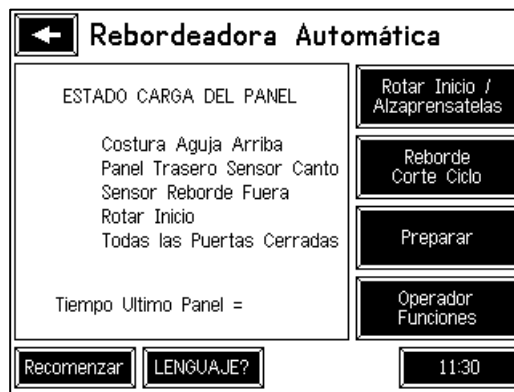 Rebordeadora Automática
ESTADO CARGA DEL PANEL
Costura Aguja Arriba
Panel Trasero Sensor Canto
Sensor Reborde Fuera
Rotar Inicio
Todas las Puertas Cerradas
Tiempo Ultimo Panel =
Rotar Inicio /
Alzaprensatelas
Reborde
Corte Ciclo
Preparar
Operador
Funciones
Recomenzar
LENGUAJE?
11:30